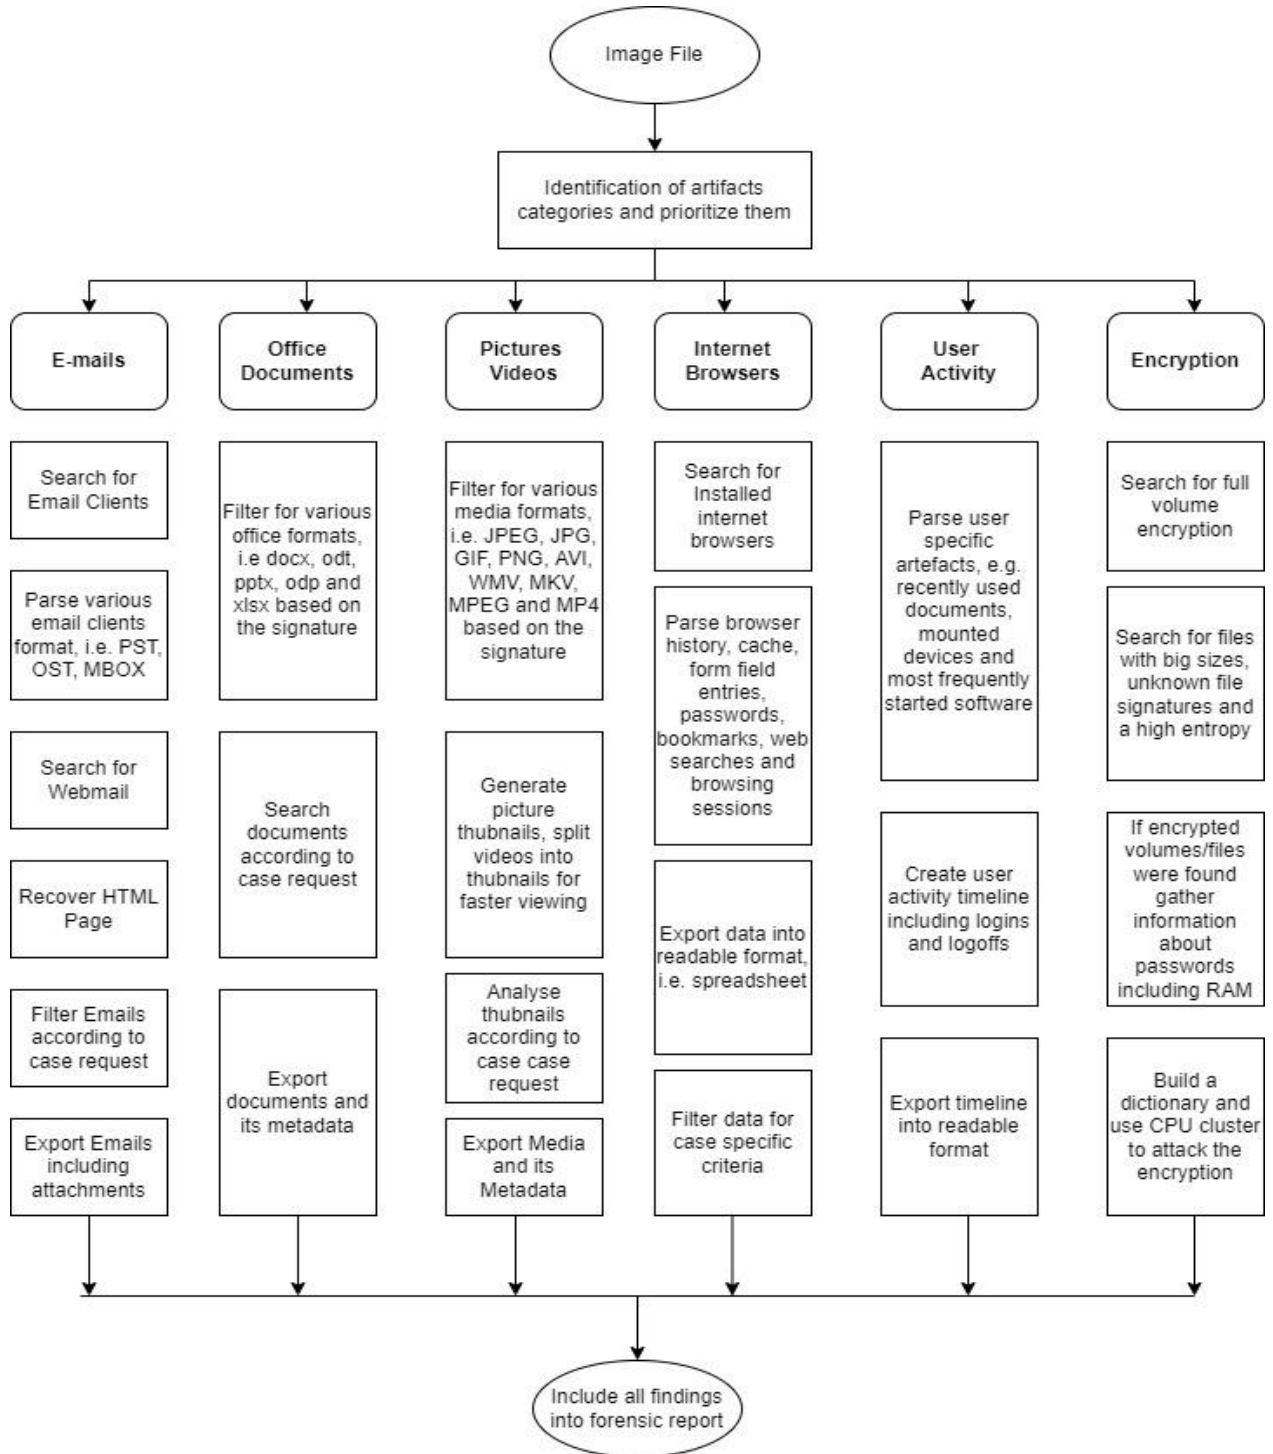 Image File
Identification of artifacts
categories and prioritize them
E-mails
Office
Documents
Pictures
Videos
Internet
Browsers
User
Activity
Encryption
Search for
Email Clients
Parse various
email clients
format, i.e. PST,
OST, MBOX
Search for
Webmail
Recover HTML
Page
Filter Emails
according to
case request
Export Emails
including
attachments
Filter for various
office formats,
i.e docx, odt,
pptx, odp and
xlsx based on
the signature
Search
documents
according to
case request
Export
documents and
its metadata
Filter for various
media formats,
i.e. JPEG, JPG,
GIF, PNG, AVI,
WMV, MKV,
MPEG and MP4
based on the
signature
Generate
picture
thubnails, split
videos into
thubnails for
faster viewing
Analyse
thubnails
according to
case case
request
Export Media
and its
Metadata
Search for
Installed
internet
browsers
Parse browser
history, cache,
form field
entries,
passwords,
bookmarks, web
searches and
browsing
sessions
Export data into
readable format,
i.e. spreadsheet
Filter data for
case specific
criteria
Parse user
specific
artefacts, e.g.
recently used
documents,
mounted
devices and
most frequently
started software
Create user
activity timeline
including logins
and logoffs
Export timeline
into readable
format
Search for full
volume
encryption
Search for files
with big sizes,
unknown file
signatures and
a high entropy
If encrypted
volumes/files
were found
gather
information
about
passwords
including RAM
Build a
dictionary and
use CPU cluster
to attack the
encryption
Include all findings
into forensic report